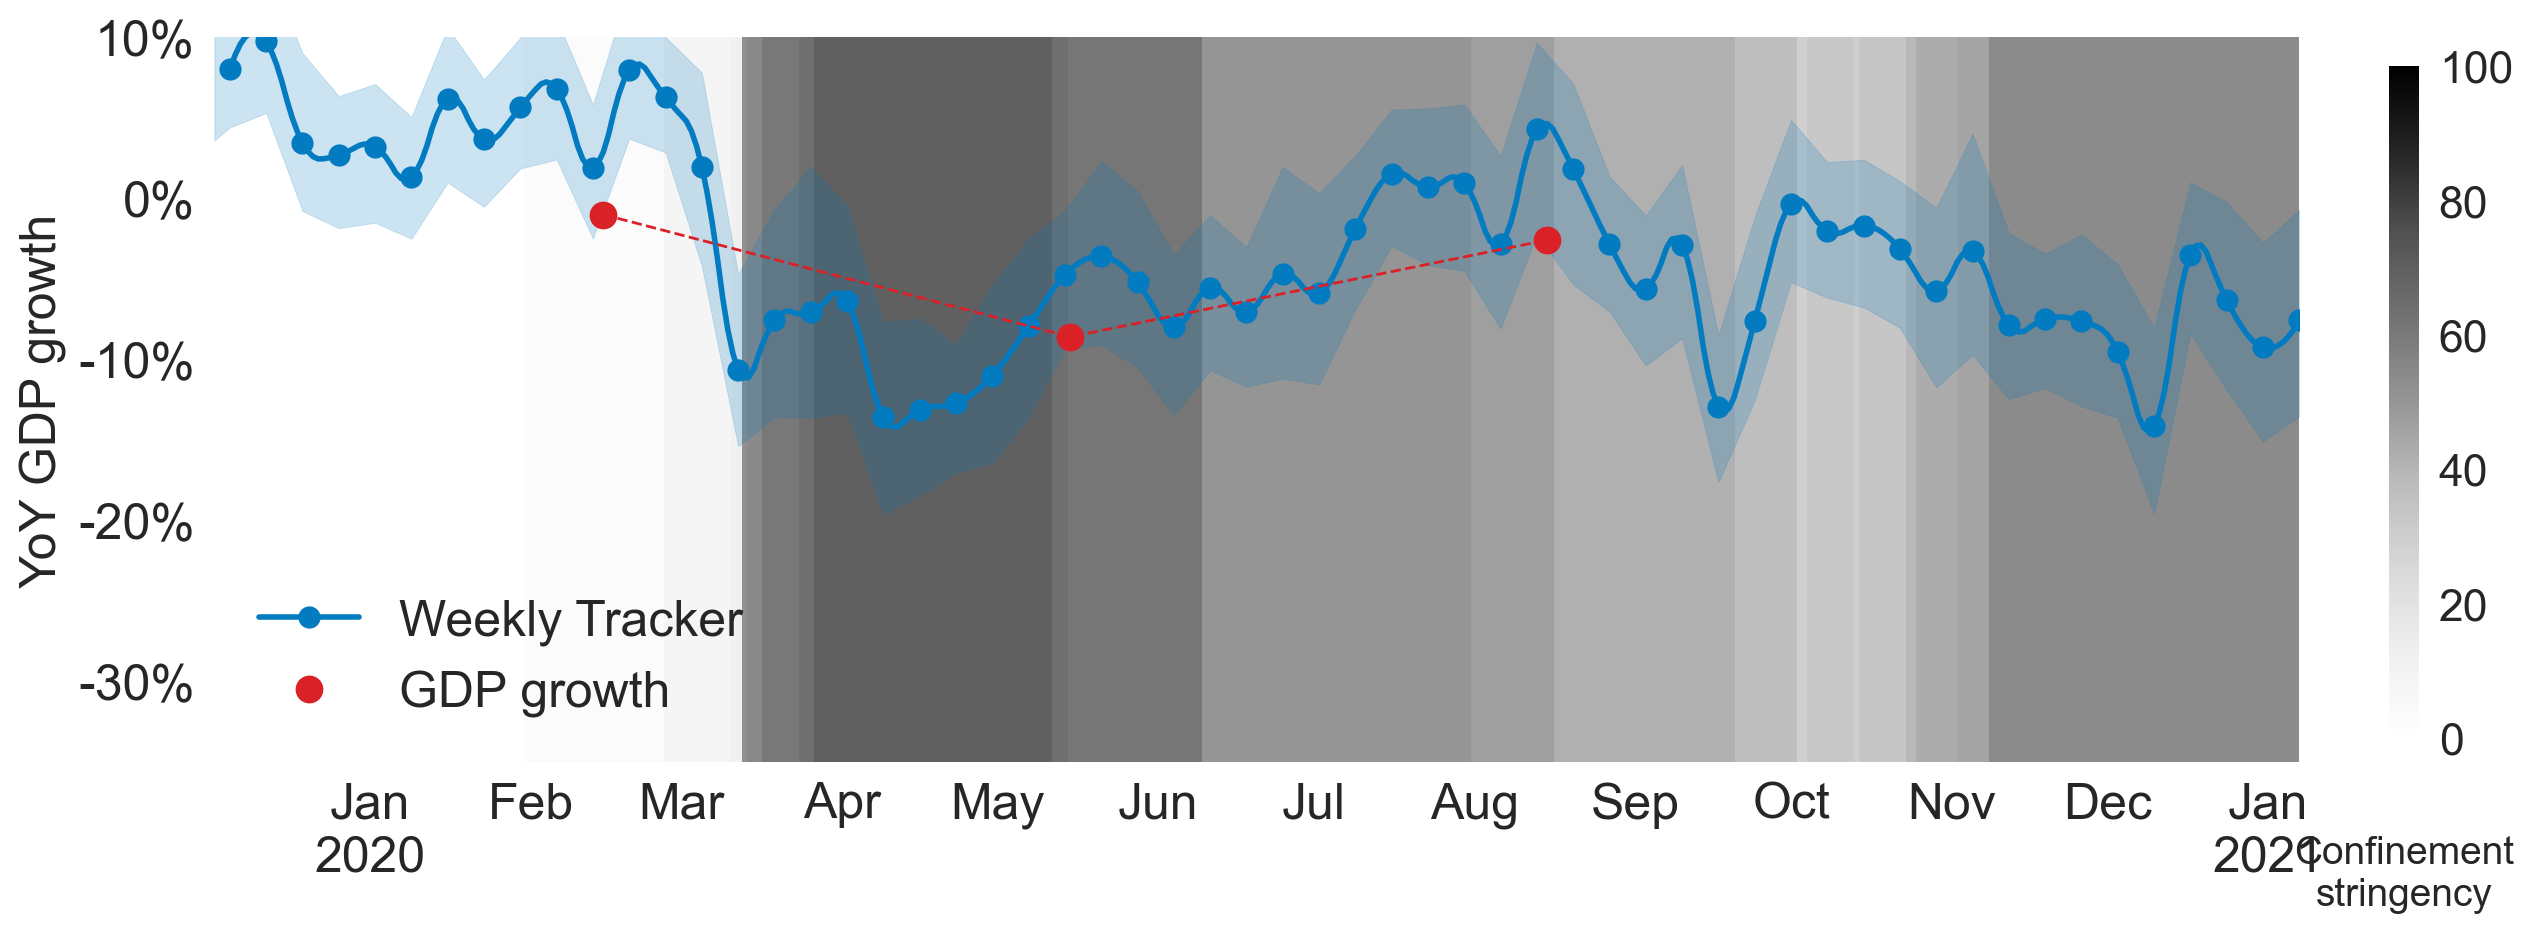 10%
0%
-10%
-20%
-30%
YoY GDP growth
Weekly Tracker
GDP growth
Jan
2020
Feb
Mar
Apr
May
Jun
Jul
Aug
Sep
Oct
Nov
Dec
Jan
2021
100
80
60
40
20
0
Confinement
stringency